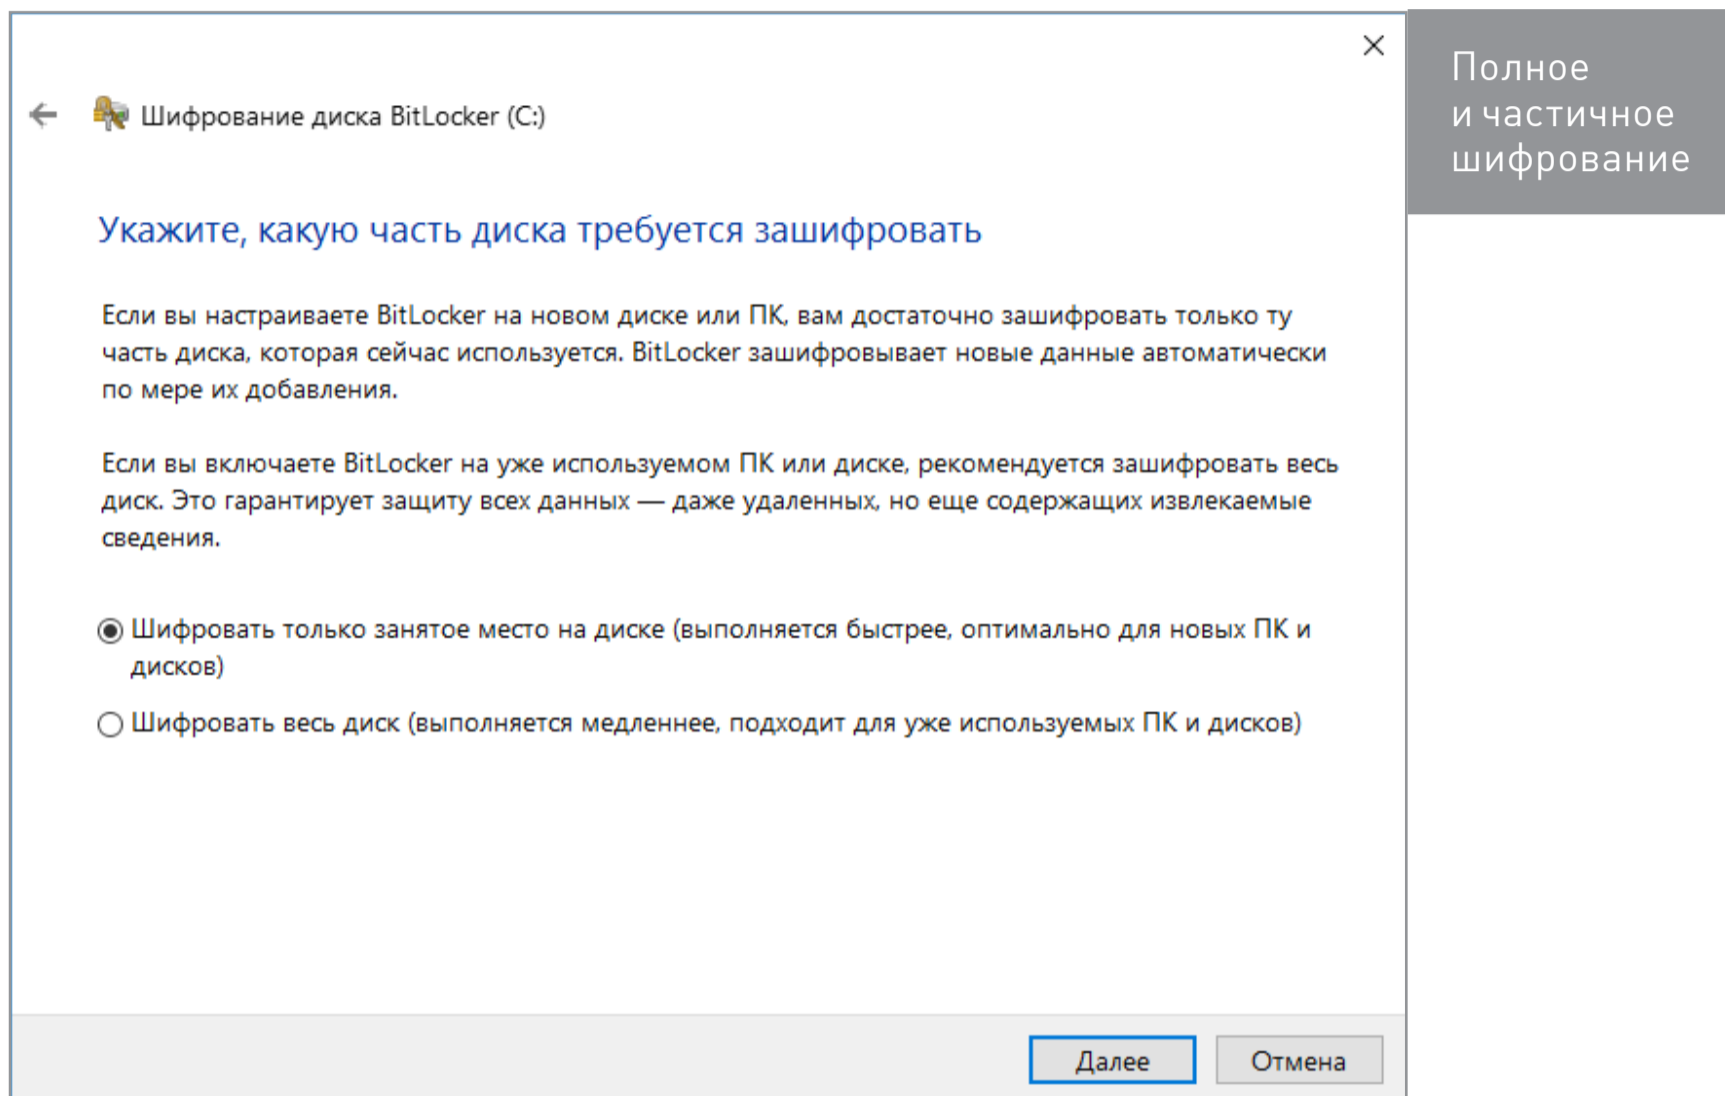 Шифрование диска BitLocker (C:)
Укажите, какую часть диска требуется зашифровать
Если вы настраиваете BitLocker на новом диске или ПК, вам достаточно зашифровать только ту
часть диска, которая сейчас используется. BitLocker зашифровывает новые данные автоматически
по мере их добавления.
Если вы включаете BitLocker на уже используемом ПК или диске, рекомендуется зашифровать весь
диск. Это гарантирует защиту всех данных — даже удаленных, но еще содержащих извлекаемые
сведения.
Шифровать только занятое место на диске (выполняется быстрее, оптимально для новых ПК и
дисков)
Шифровать весь диск (выполняется медленнее, подходит для уже используемых ПК и дисков)
Далее
Отмена
Полное
и частичное
шифрование